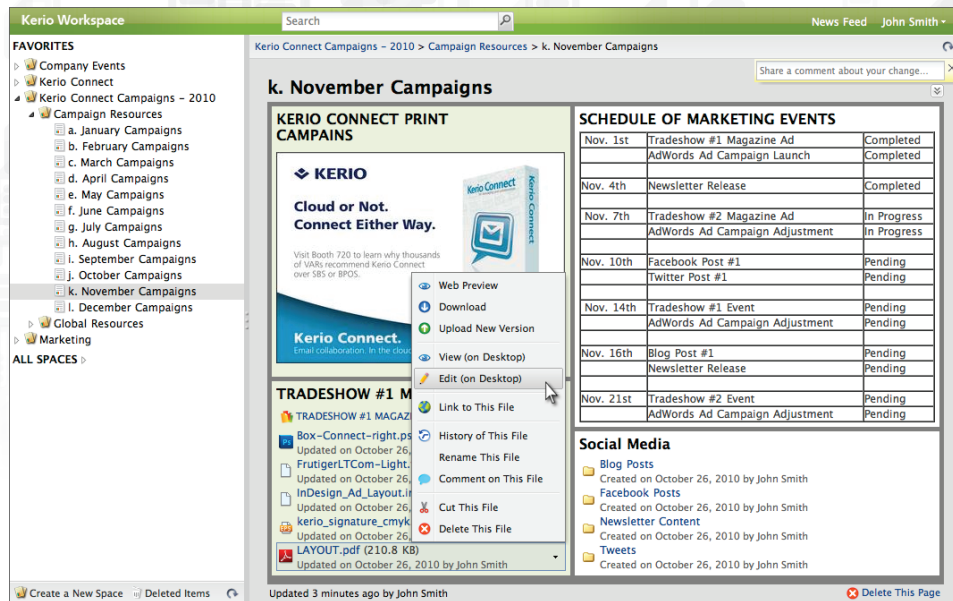 Kerio Workspace
Search
News Feed
John Smith
FAVORITES
Company Events
Kerio Connect
Kerio Connect Campaigns - 2010
Campaign Resources
a. January Campaigns
b. February Campaigns
c. March Campaigns
d. April Campaigns
e. May Campaigns
f. June Campaigns
g. July Campaigns
h. August Campaigns
i. September Campaigns
j. October Campaigns
k. November Campaigns
l. December Campaigns
Global Resources
Marketing
ALL SPACES
Create a New Space
Deleted Items
Kerio Connect Campaigns - 2010 > Campaign Resources > k. November Campaigns
Share a comment about your change...
k. November Campaigns
KERIO CONNECT PRINT
CAMPAINS
KERIO
Cloud or Not.
Connect Either Way.
Visit Booth 720 to learn why thousands
of VARs recommend Kerio Connect
over SBS or BPOS.
Kerio Connect
Kerio Connect
Kerio Connect.
Email collaboration. In the cloud
Web Preview
Download
Upload New Version
View (on Desktop)
Edit (on Desktop)
Link to This File
History of This File
Rename This File
Comment on This File
Cut This File
Delete This File
TRADESHOW #1 M
TRADESHOW #1 MAGAZ
Box-Connect-right.ps
Updated on October 26,
FrutigerLTCom-Light.
Updated on October 26,
InDesign_Ad_Layout.in
Updated on October 26,
kerio_signature_cmyk
Updated on October 26,
LAYOUT.pdf (210.8 KB)
Updated on October 26, 2010 by John Smith
SCHEDULE OF MARKETING EVENTS
Nov. 1st Tradeshow #1 Magazine Ad Completed
AdWords Ad Campaign Launch Completed
Nov. 4th Newsletter Release Completed
Nov. 7th Tradeshow #2 Magazine Ad In Progress
AdWords Ad Campaign Adjustment In Progress
Nov. 10th Facebook Post #1 Pending
Twitter Post #1 Pending
Nov. 14th Tradeshow #1 Event Pending
AdWords Ad Campaign Adjustment Pending
Nov. 16th Blog Post #1 Pending
Newsletter Release Pending
Nov. 21st Tradeshow #2 Event Pending
AdWords Ad Campaign Adjustment Pending
Social Media
Blog Posts
Created on October 26, 2010 by John Smith
Facebook Posts
Created on October 26, 2010 by John Smith
Newsletter Content
Created on October 26, 2010 by John Smith
Tweets
Created on October 26, 2010 by John Smith
Updated 3 minutes ago by John Smith
Delete This Page